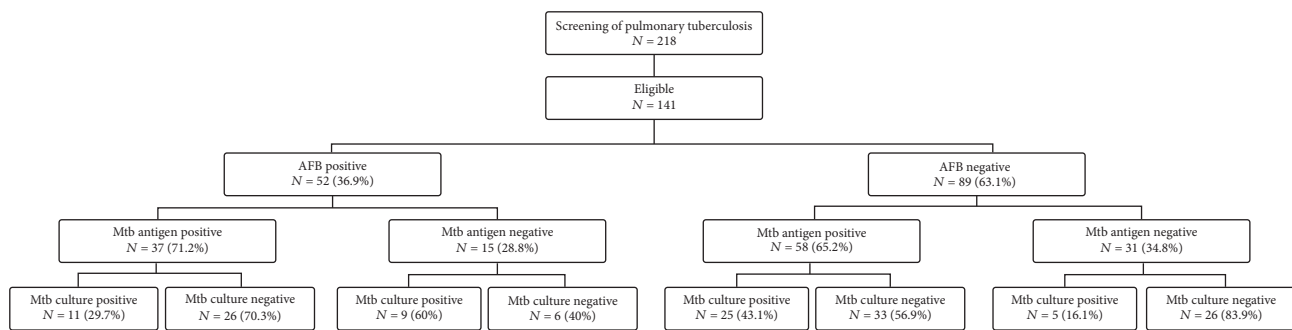 Screening of pulmonary tuberculosis
N = 218
Eligible
N = 141
AFB positive
N = 52 (36.9%)
AFB negative
N = 89 (63.1%)
Mtb antigen positive
N = 37 (71.2%)
Mtb antigen negative
N = 15 (28.8%)
Mtb antigen positive
N = 58 (65.2%)
Mtb antigen negative
N = 31 (34.8%)
Mtb culture positive
N = 11 (29.7%)
Mtb culture negative
N = 26 (70.3%)
Mtb culture positive
N = 9 (60%)
Mtb culture negative
N = 6 (40%)
Mtb culture positive
N = 25 (43.1%)
Mtb culture negative
N = 33 (56.9%)
Mtb culture positive
N = 5 (16.1%)
Mtb culture negative
N = 26 (83.9%)